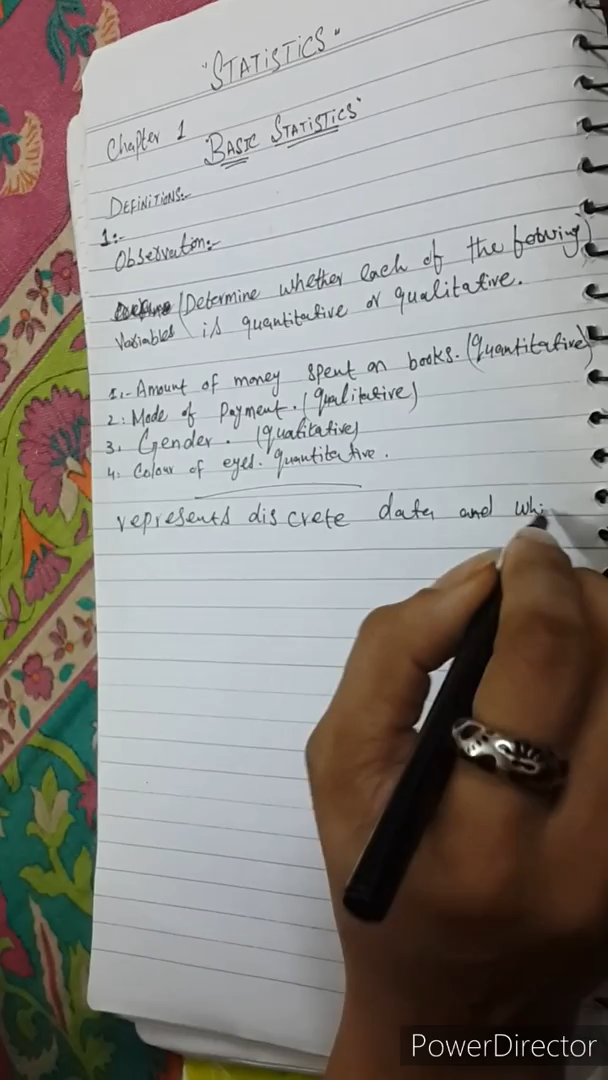 "STATISTICS"
Chapter 1
"BASIC STATISTICS"
DEFINITIONS:-
1:-
Observation:-
(Determine whether each of the
Variables is quantitative or qualitative.
1:- Amount of money spent on books. (Quantitative)
2: Mode of Payment. (Qualitative)
3. Gender. (Qualitative)
4: Colour of eyes. quantitative.
represents discrete data and whi
PowerDirector